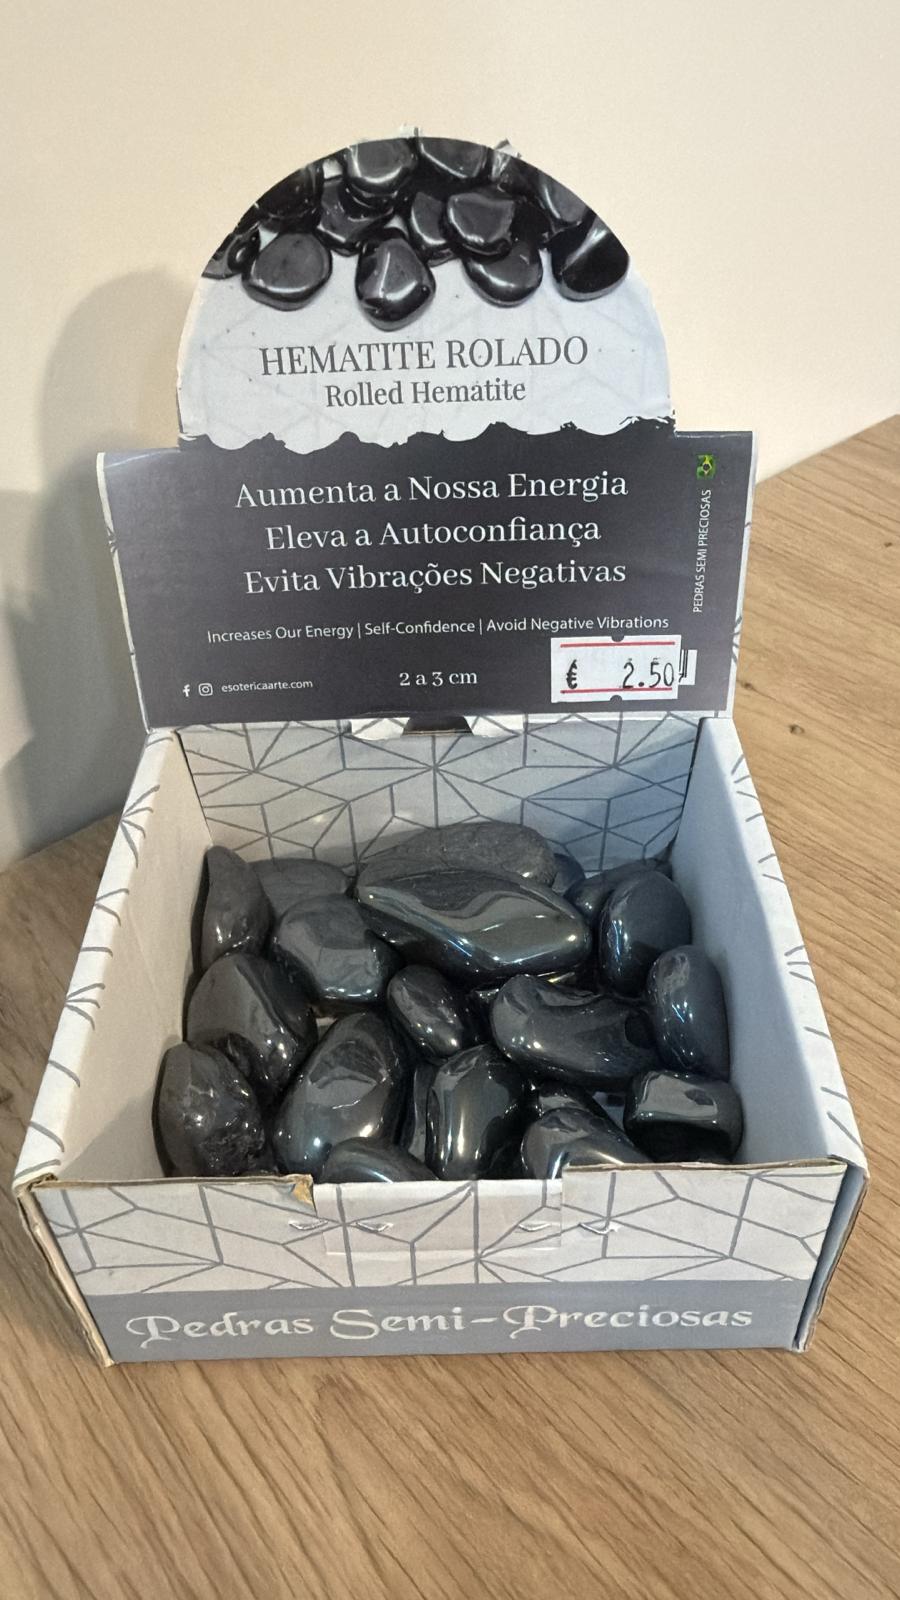 HEMATITE ROLADO
Rolled Hematite
Aumenta a Nossa Energia
Eleva a Autoconfiança
Evita Vibrações Negativas
Increases Our Energy | Self-Confidence | Avoid Negative Vibrations
esotericaarte.com
2 a 3 cm
€ 2.50
PEDRAS SEMI PRECIOSAS
Pedras Semi-Preciosas